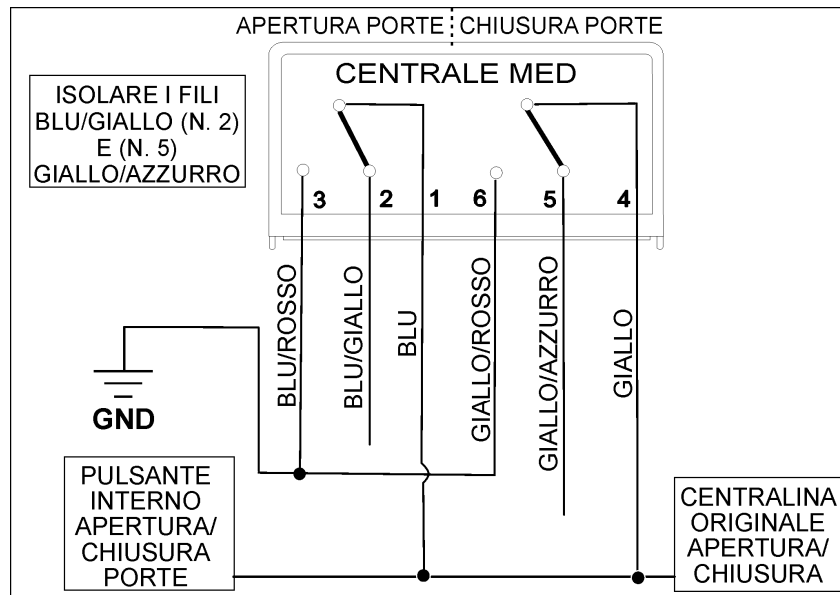 APERTURA PORTE CHIUSURA PORTE
CENTRALE MED
ISOLARE I FILI
BLU/GIALLO (N. 2)
E (N. 5)
GIALLO/AZZURRO
3 2 1 6 5 4
BLU/ROSSO
BLU/GIALLO
BLU
GIALLO/ROSSO
GIALLO/AZZURRO
GIALLO
GND
PULSANTE
INTERNO
APERTURA/
CHIUSURA
PORTE
CENTRALINA
ORIGINALE
APERTURA/
CHIUSURA